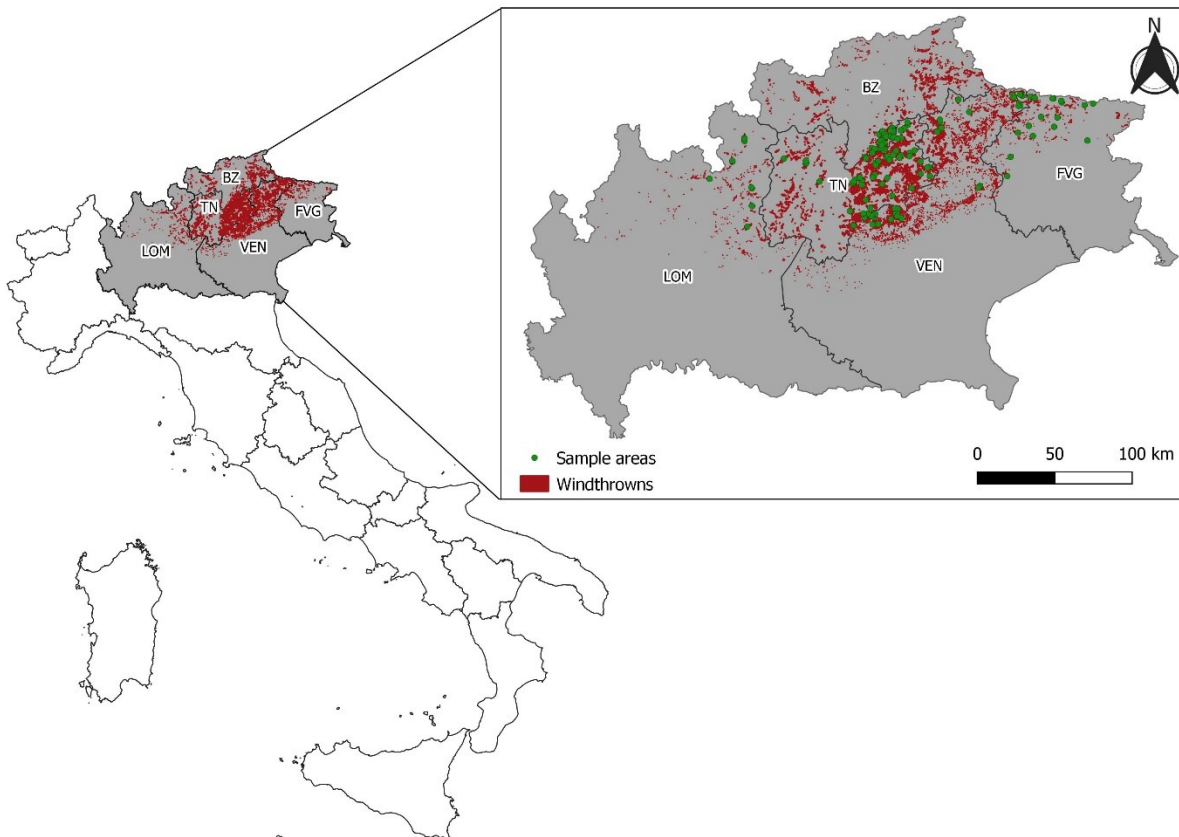 BZ
TN
FVG
LOM
VEN
N
BZ
TN
FVG
LOM
VEN
Sample areas
Windthrowns
0 50 100 km